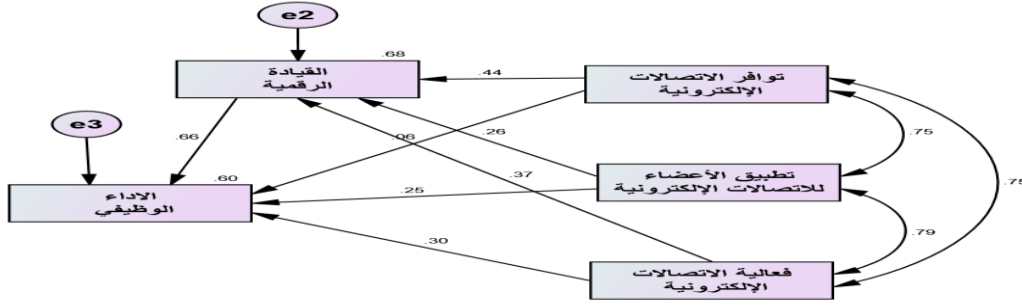 e2
.68
القيادة
الرقمية
.44
توافر الاتصالات
الإلكترونية
e3
.66
.06
.26
.75
.60
الاداء
الوظيفي
.25
.37
تطبيق الأعضاء
للاتصالات الإلكترونية
.75
.30
.79
فعالية الاتصالات
الإلكترونية